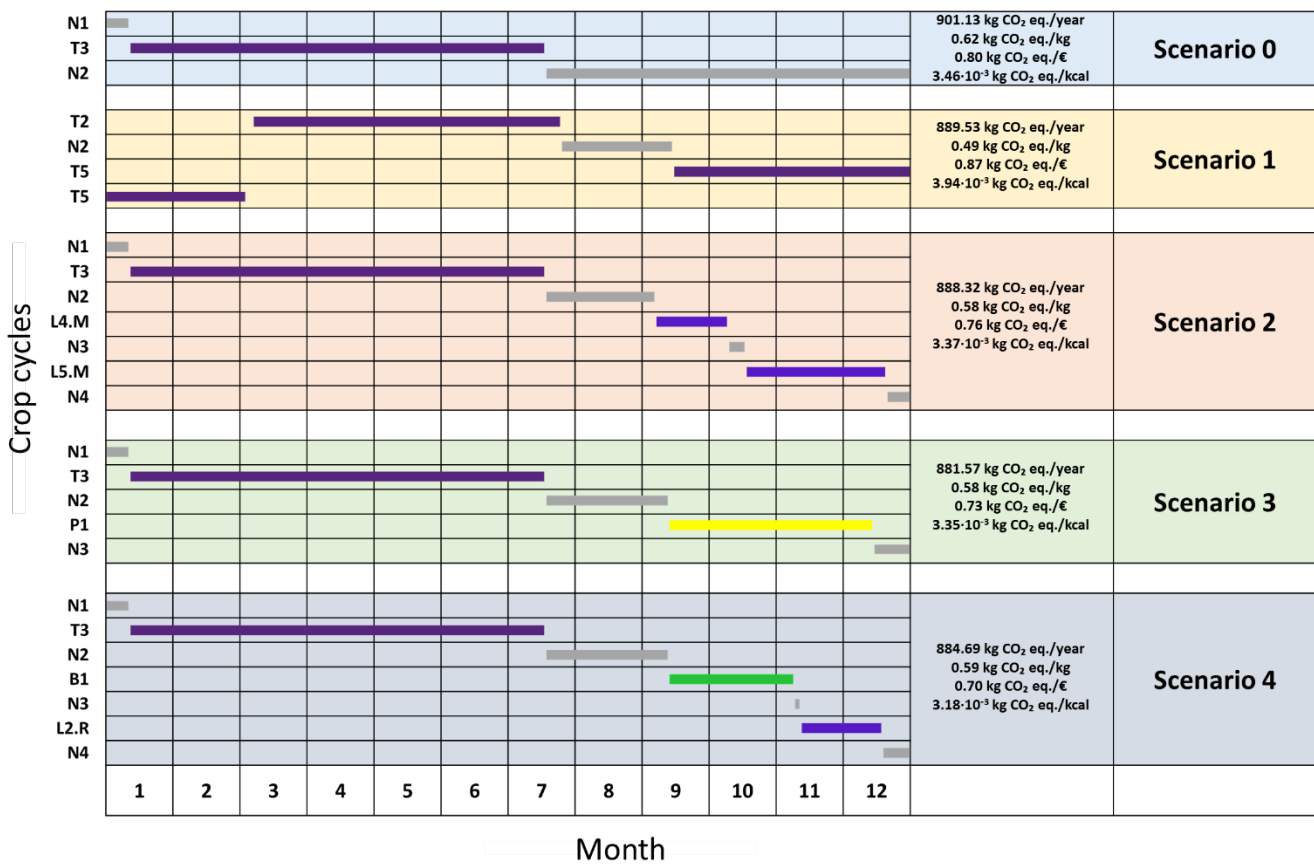 N1
T3
N2
901.13 kg CO₂ eq./year
0.62 kg CO₂ eq./kg
0.80 kg CO₂ eq./€
3.46·10⁻³ kg CO₂ eq./kcal
Scenario 0
T2
N2
T5
T5
889.53 kg CO₂ eq./year
0.49 kg CO₂ eq./kg
0.87 kg CO₂ eq./€
3.94·10⁻³ kg CO₂ eq./kcal
Scenario 1
Crop cycles
N1
T3
N2
L4.M
N3
L5.M
N4
888.32 kg CO₂ eq./year
0.58 kg CO₂ eq./kg
0.76 kg CO₂ eq./€
3.37·10⁻³ kg CO₂ eq./kcal
Scenario 2
N1
T3
N2
P1
N3
881.57 kg CO₂ eq./year
0.58 kg CO₂ eq./kg
0.73 kg CO₂ eq./€
3.35·10⁻³ kg CO₂ eq./kcal
Scenario 3
N1
T3
N2
B1
N3
L2.R
N4
884.69 kg CO₂ eq./year
0.59 kg CO₂ eq./kg
0.70 kg CO₂ eq./€
3.18·10⁻³ kg CO₂ eq./kcal
Scenario 4
1 2 3 4 5 6 7 8 9 10 11 12
Month